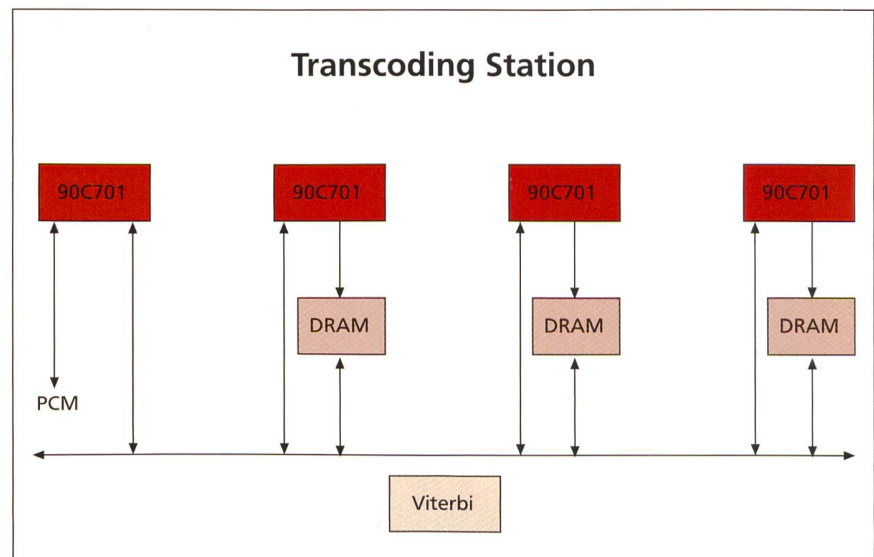 Transcoding Station
90C701 90C701 90C701 90C701
DRAM DRAM DRAM
PCM
Viterbi